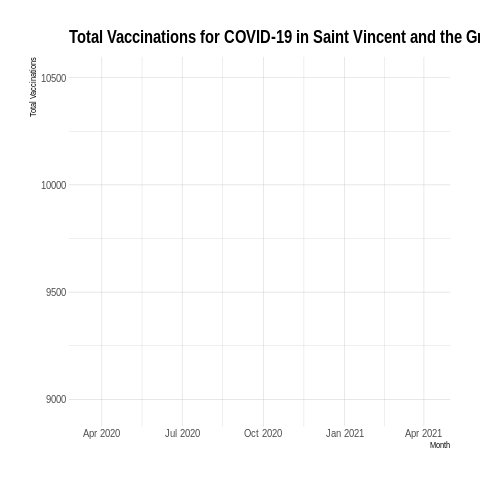 Total Vaccinations for COVID-19 in Saint Vincent and the Gr
Total Vaccinations
10500
10000
9500
9000
Apr 2020 Jul 2020 Oct 2020 Jan 2021 Apr 2021
Month